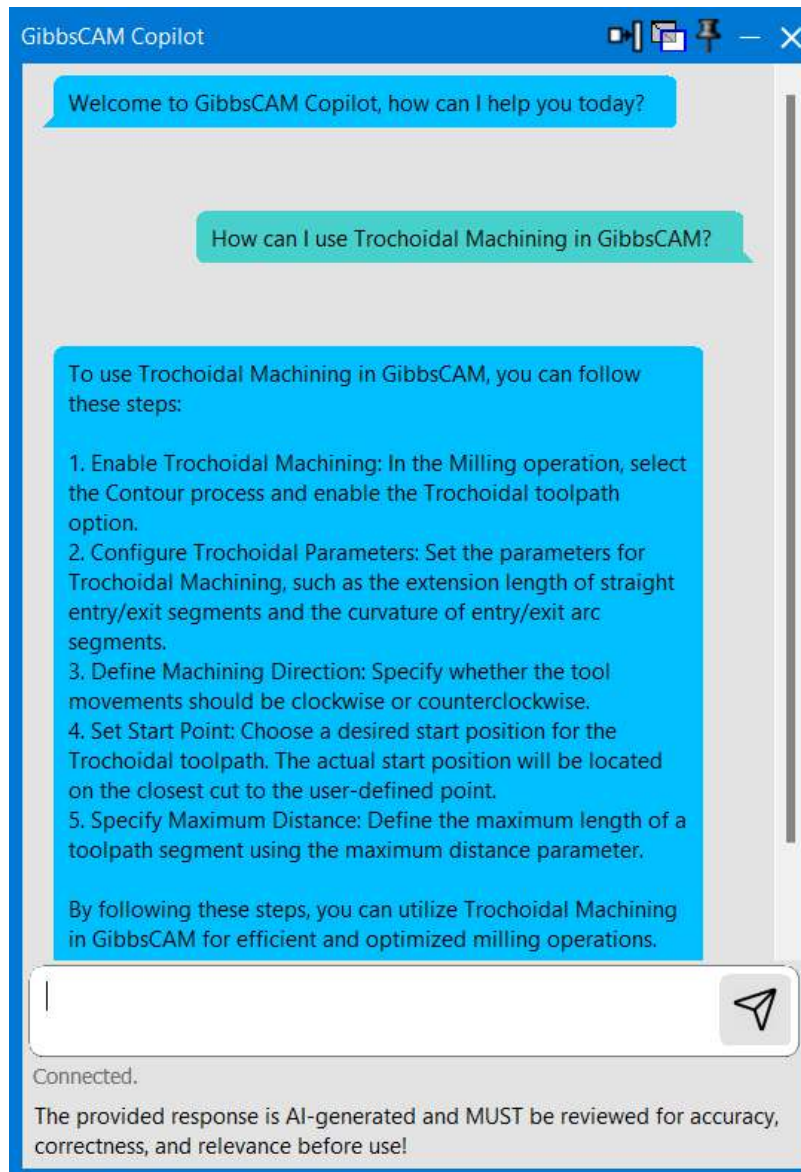 GibbsCAM Copilot
Welcome to GibbsCAM Copilot, how can I help you today?
How can I use Trochoidal Machining in GibbsCAM?
To use Trochoidal Machining in GibbsCAM, you can follow
these steps:
1. Enable Trochoidal Machining: In the Milling operation, select
the Contour process and enable the Trochoidal toolpath
option.
2. Configure Trochoidal Parameters: Set the parameters for
Trochoidal Machining, such as the extension length of straight
entry/exit segments and the curvature of entry/exit arc
segments.
3. Define Machining Direction: Specify whether the tool
movements should be clockwise or counterclockwise.
4. Set Start Point: Choose a desired start position for the
Trochoidal toolpath. The actual start position will be located
on the closest cut to the user-defined point.
5. Specify Maximum Distance: Define the maximum length of a
toolpath segment using the maximum distance parameter.
By following these steps, you can utilize Trochoidal Machining
in GibbsCAM for efficient and optimized milling operations.
Connected.
The provided response is AI-generated and MUST be reviewed for accuracy,
correctness, and relevance before use!